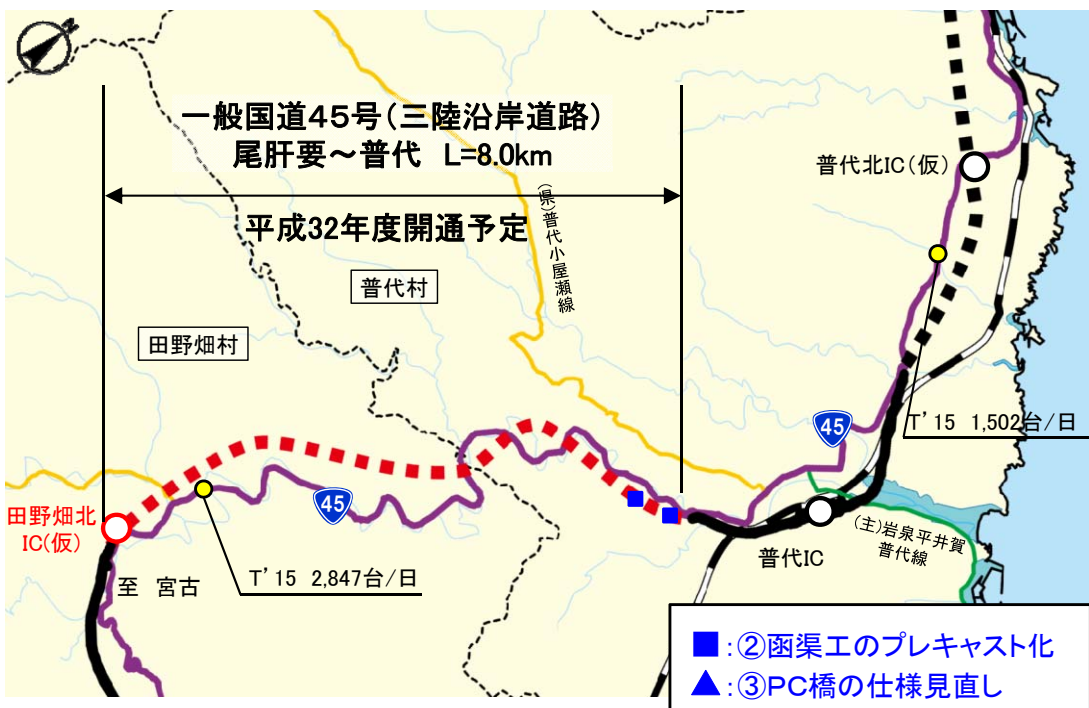 一般国道45号(三陸沿岸道路)
尾肝要～普代 L=8.0km
平成32年度開通予定
(県)普代小屋瀬線
普代北IC(仮)
普代村
田野畑村
45
T'15 1,502台/日
田野畑北
IC(仮)
45
至 宮古
T'15 2,847台/日
普代IC
(主)岩泉平井賀
普代線
■:②函渠工のプレキャスト化
▲:③PC橋の仕様見直し